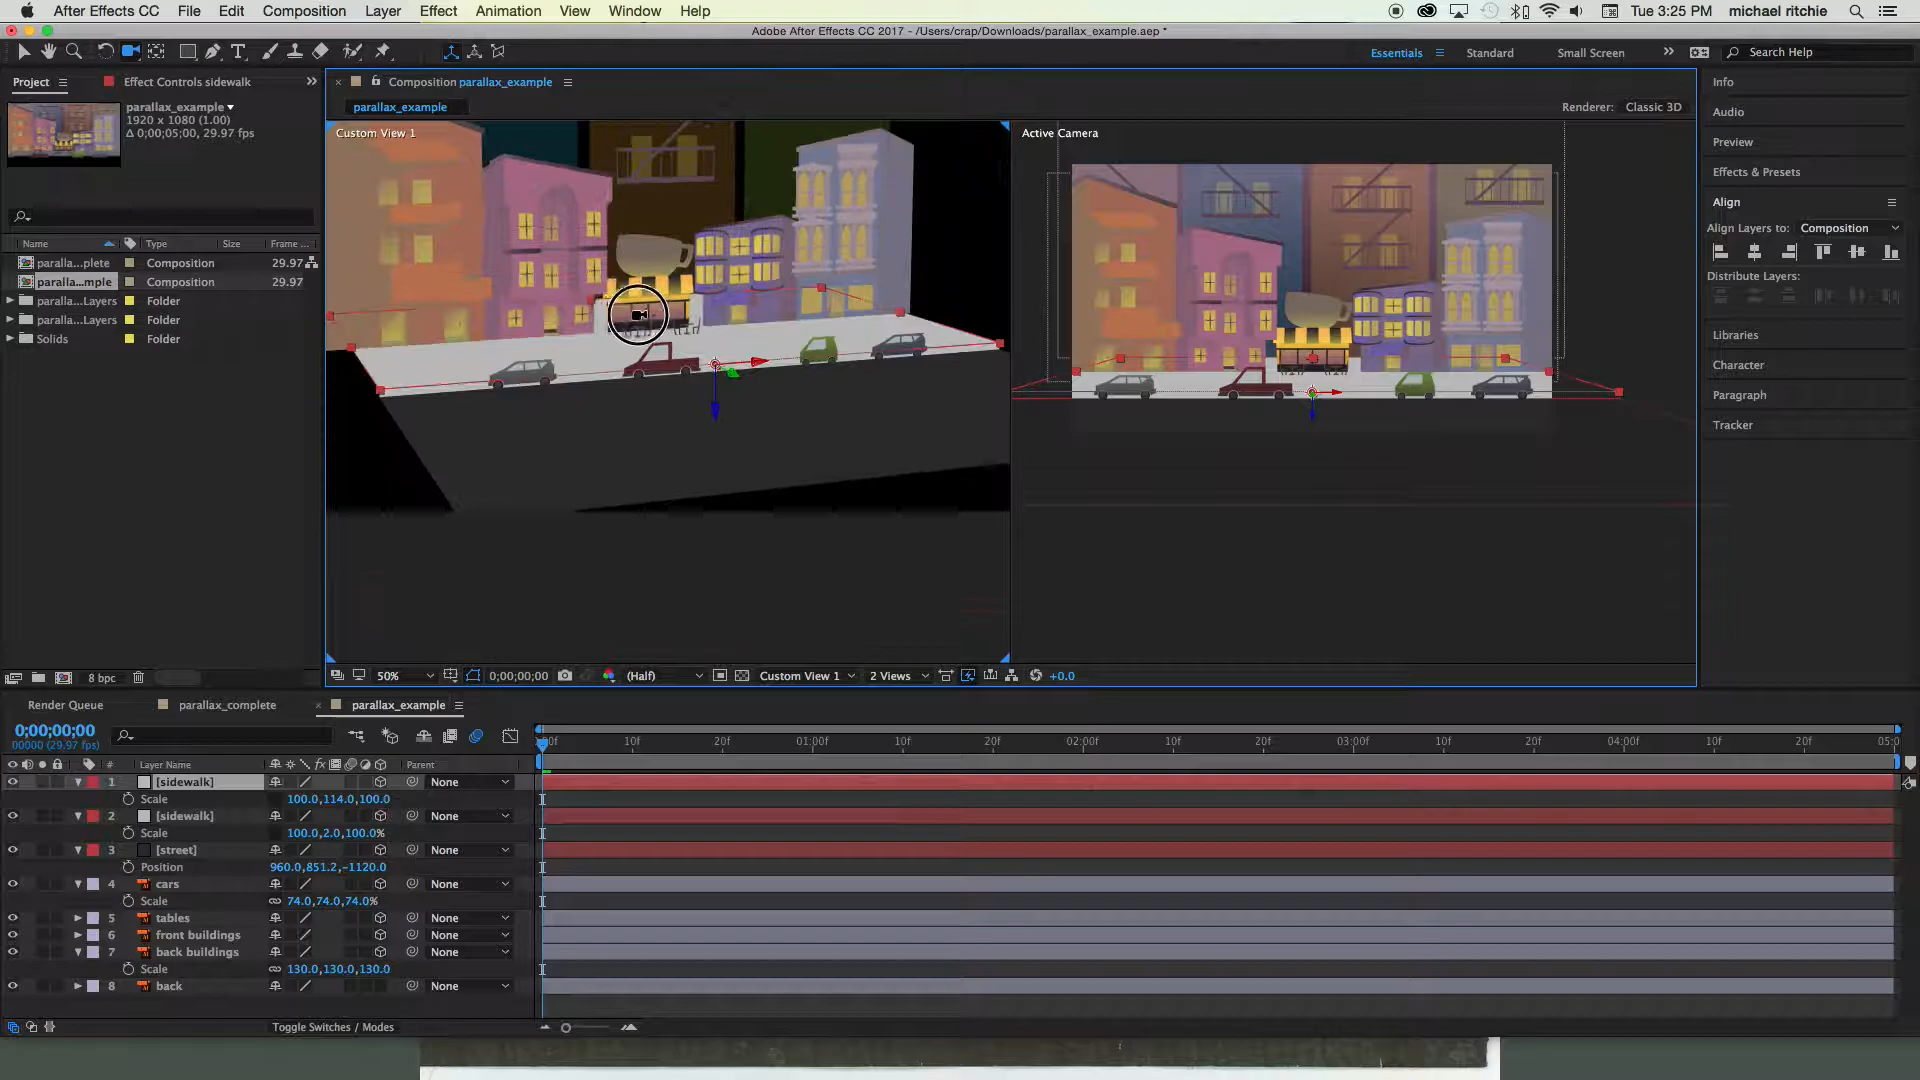 After Effects CC File Edit Composition Layer Effect Animation View Window Help Tue 3:25 PM michael ritchie
Adobe After Effects CC 2017 - /Users/crap/Downloads/parallax_example.aep *
Essentials Standard Small Screen Search Help
Project Effect Controls sidewalk
Composition parallax_example
parallax_example
1920 x 1080 (1.00)
Δ 0;00;05;00, 29.97 fps
parallax_example
Renderer: Classic 3D
Custom View 1
Active Camera
Name Type Size Frame ...
paralla...plete Composition 29.97
paralla...mple Composition 29.97
paralla...Layers Folder
paralla...Layers Folder
Solids Folder
8 bpc
50% 0;00;00;00 (Half) Custom View 1 2 Views +0.0
Info
Audio
Preview
Effects & Presets
Align
Align Layers to: Composition
Distribute Layers:
Libraries
Character
Paragraph
Tracker
Render Queue parallax_complete parallax_example
0;00;00;00
00000 (29.97 fps)
10f 20f 01:00f 10f 20f 02:00f 10f 20f 03:00f 10f 20f 04:00f 10f 20f 05:0
# Layer Name Parent
1 [sidewalk] None
Scale 100.0,114.0,100.0
2 [sidewalk] None
Scale 100.0,2.0,100.0%
3 [street] None
Position 960.0,851.2,-1120.0
4 cars None
Scale 74.0,74.0,74.0%
5 tables None
6 front buildings None
7 back buildings None
Scale 130.0,130.0,130.0
8 back None
Toggle Switches / Modes